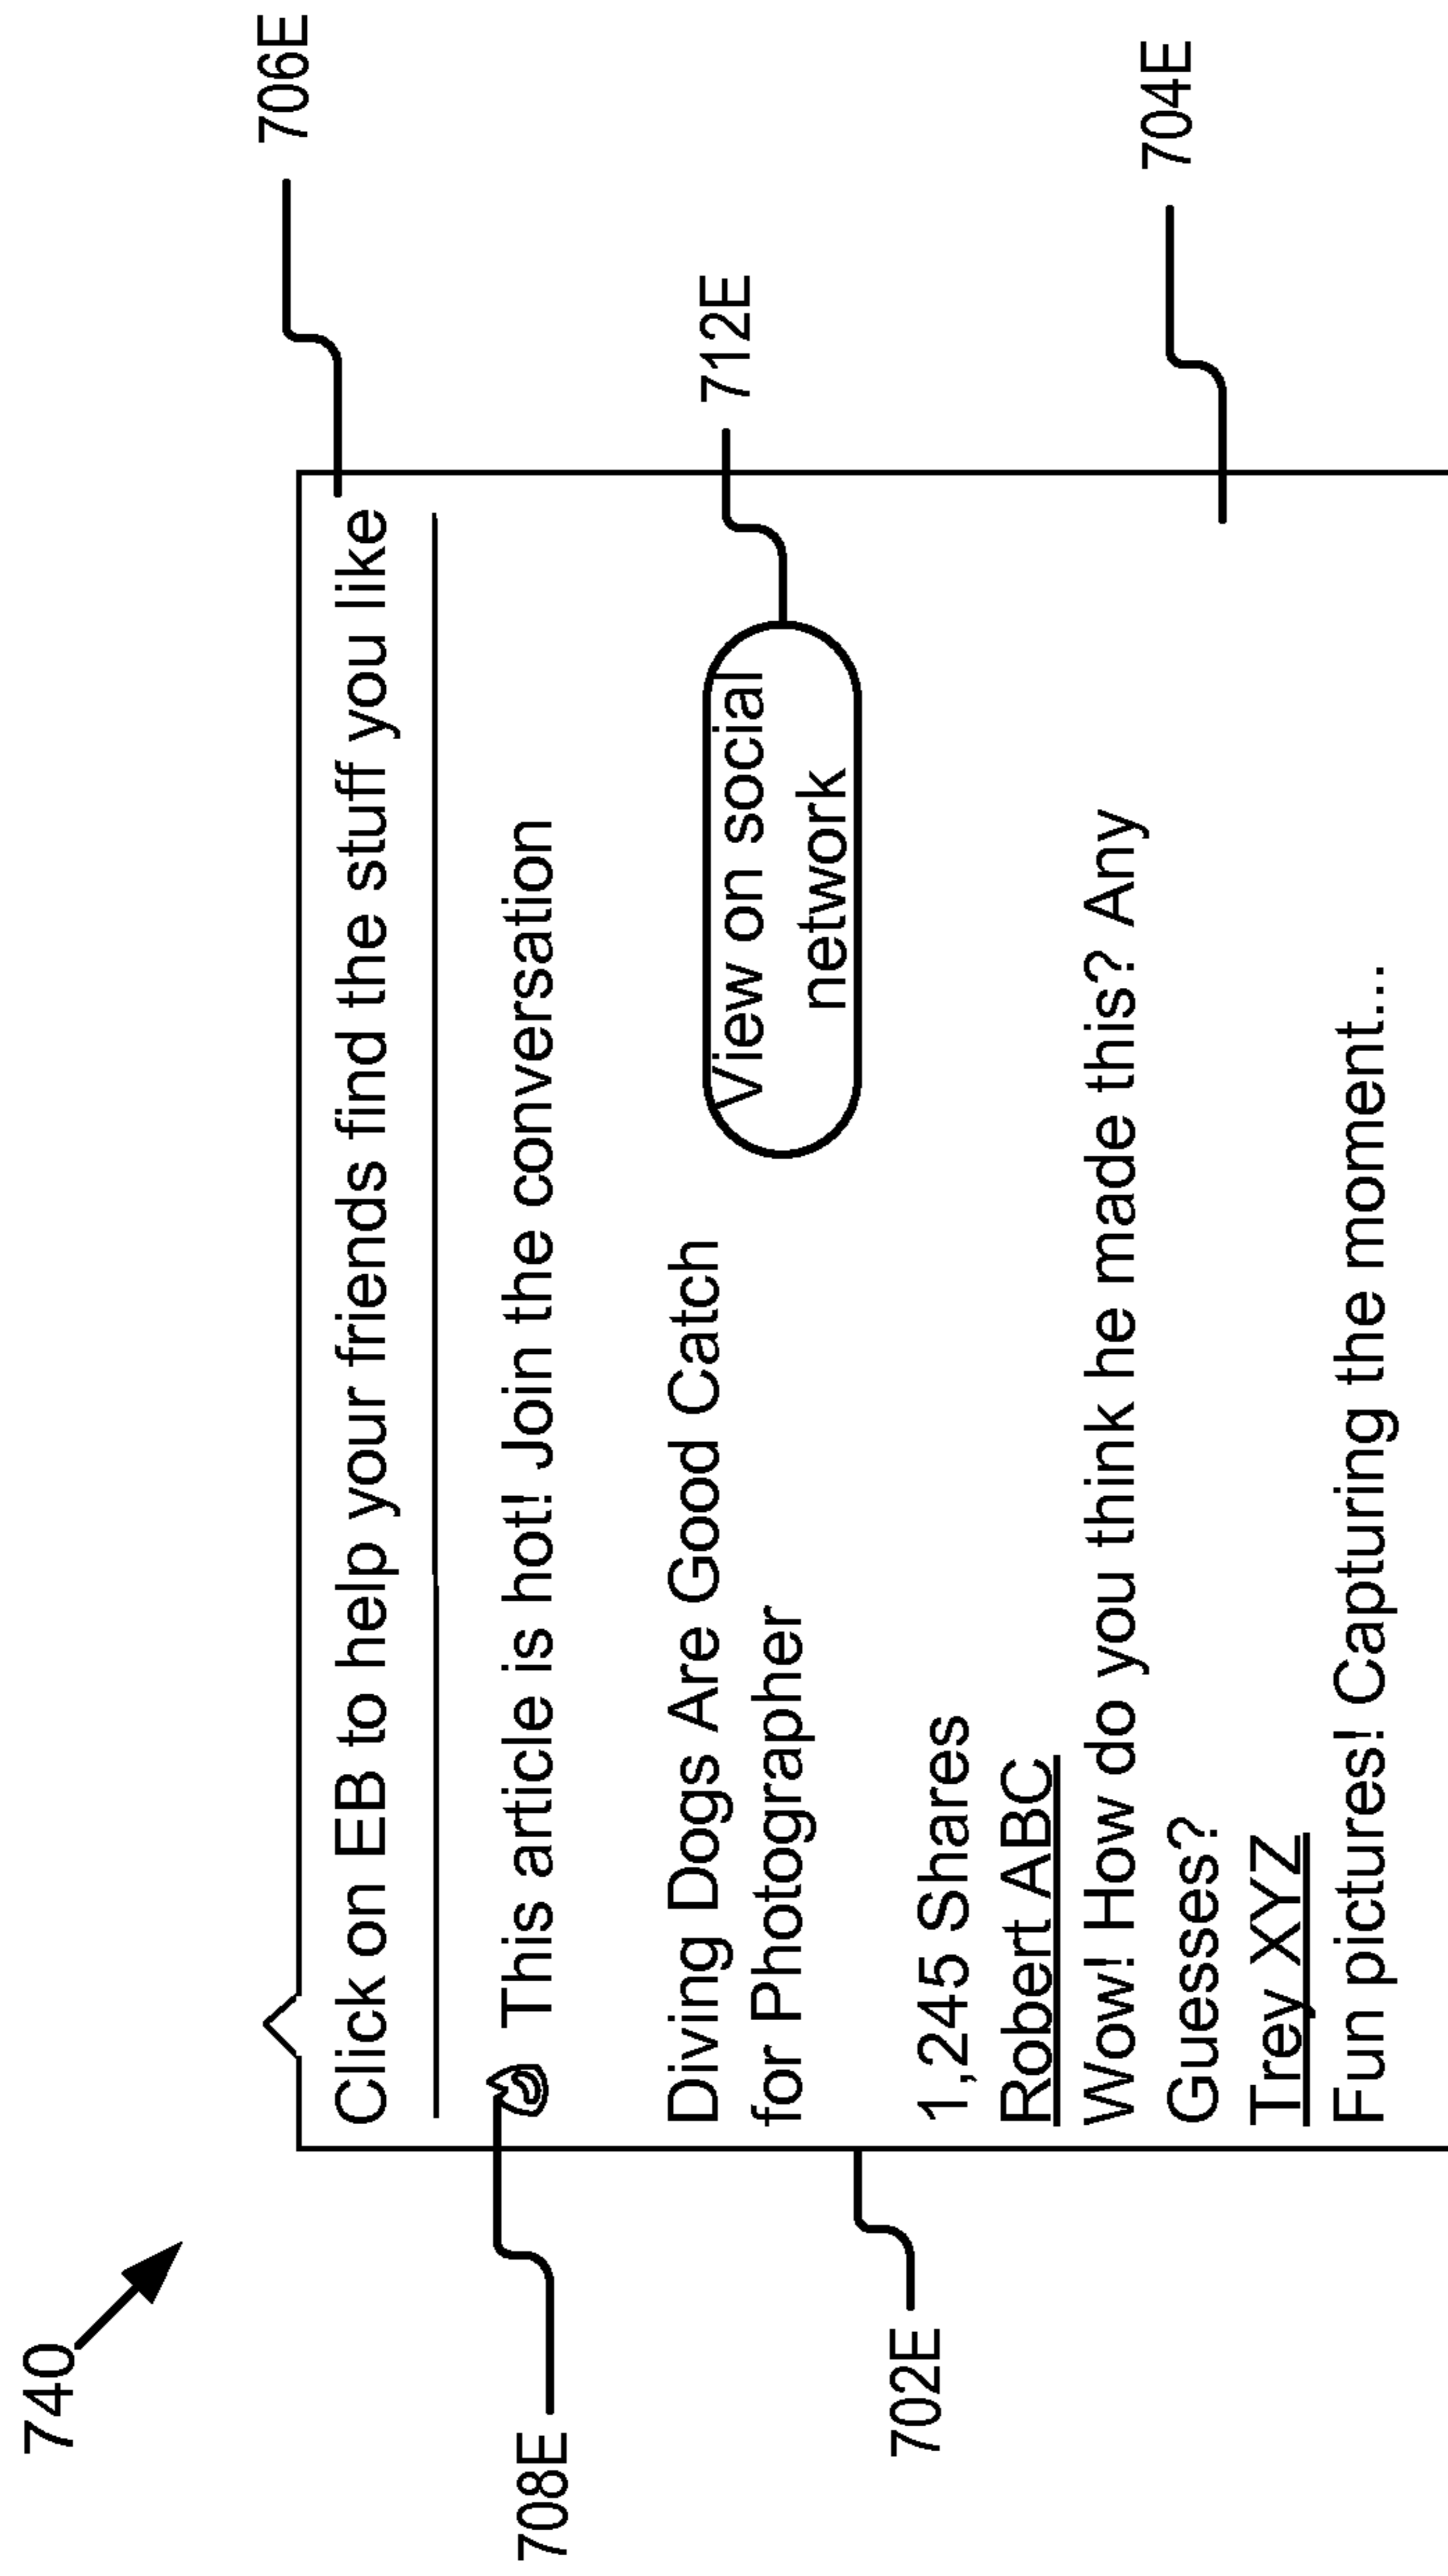 740
706E
Click on EB to help your friends find the stuff you like
708E
This article is hot! Join the conversation
712E
Diving Dogs Are Good Catch
for Photographer
View on social
network
702E
1,245 Shares
Robert ABC
Wow! How do you think he made this? Any
Guesses?
704E
Trey XYZ
Fun pictures! Capturing the moment...